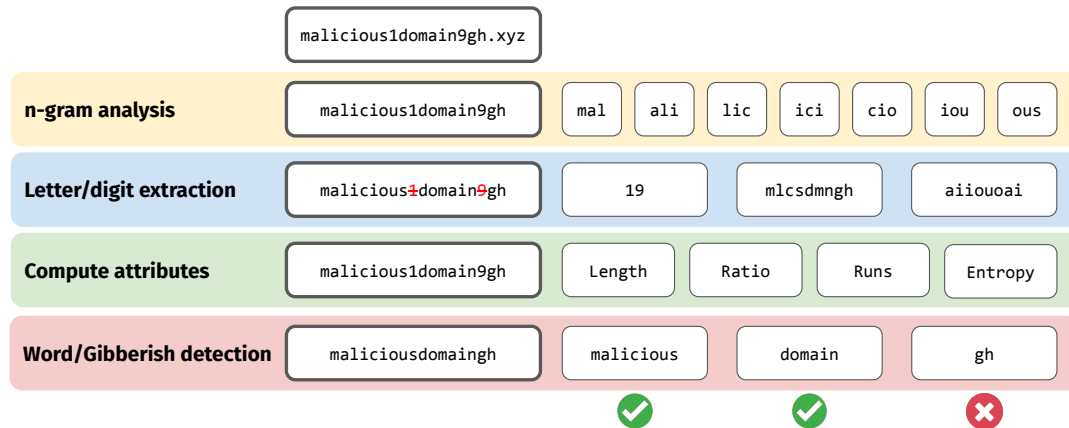 malicious1domain9gh.xyz
n-gram analysis malicious1domain9gh mal ali lic ici cio iou ous
Letter/digit extraction malicious1domain9gh 19 mlcsdmngh aiiouoai
Compute attributes malicious1domain9gh Length Ratio Runs Entropy
Word/Gibberish detection maliciousdomaingh malicious domain gh